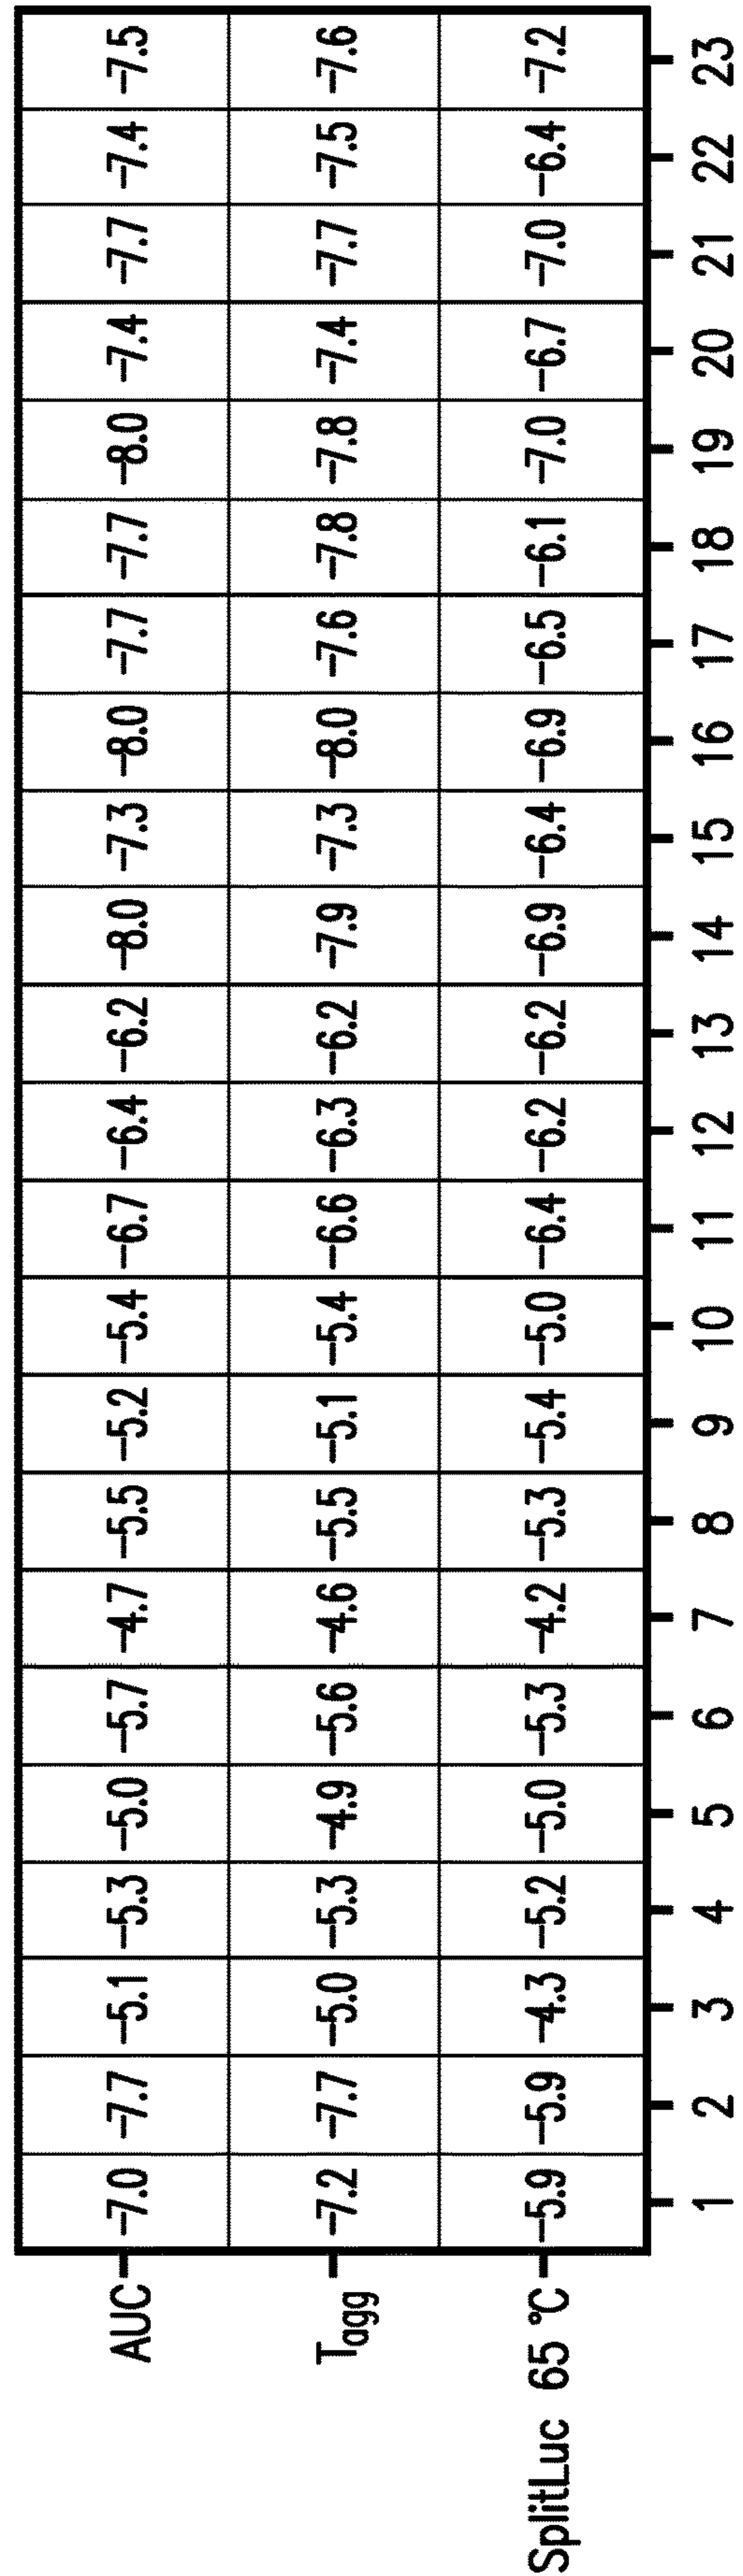 AUC -7.0 -7.7 -5.1 -5.3 -5.0 -5.7 -4.7 -5.5 -5.2 -5.4 -6.7 -6.4 -6.2 -8.0 -7.3 -8.0 -7.7 -7.7 -8.0 -7.4 -7.7 -7.4 -7.5
Tagg -7.2 -7.7 -5.0 -5.3 -4.9 -5.6 -4.6 -5.5 -5.1 -5.4 -6.6 -6.3 -6.2 -7.9 -7.3 -8.0 -7.6 -7.8 -7.8 -7.4 -7.7 -7.5 -7.6
SplitLuc 65 °C -5.9 -5.9 -4.3 -5.2 -5.0 -5.3 -4.2 -5.3 -5.4 -5.0 -6.4 -6.2 -6.2 -6.9 -6.4 -6.9 -6.5 -6.1 -7.0 -6.7 -7.0 -6.4 -7.2
1 2 3 4 5 6 7 8 9 10 11 12 13 14 15 16 17 18 19 20 21 22 23